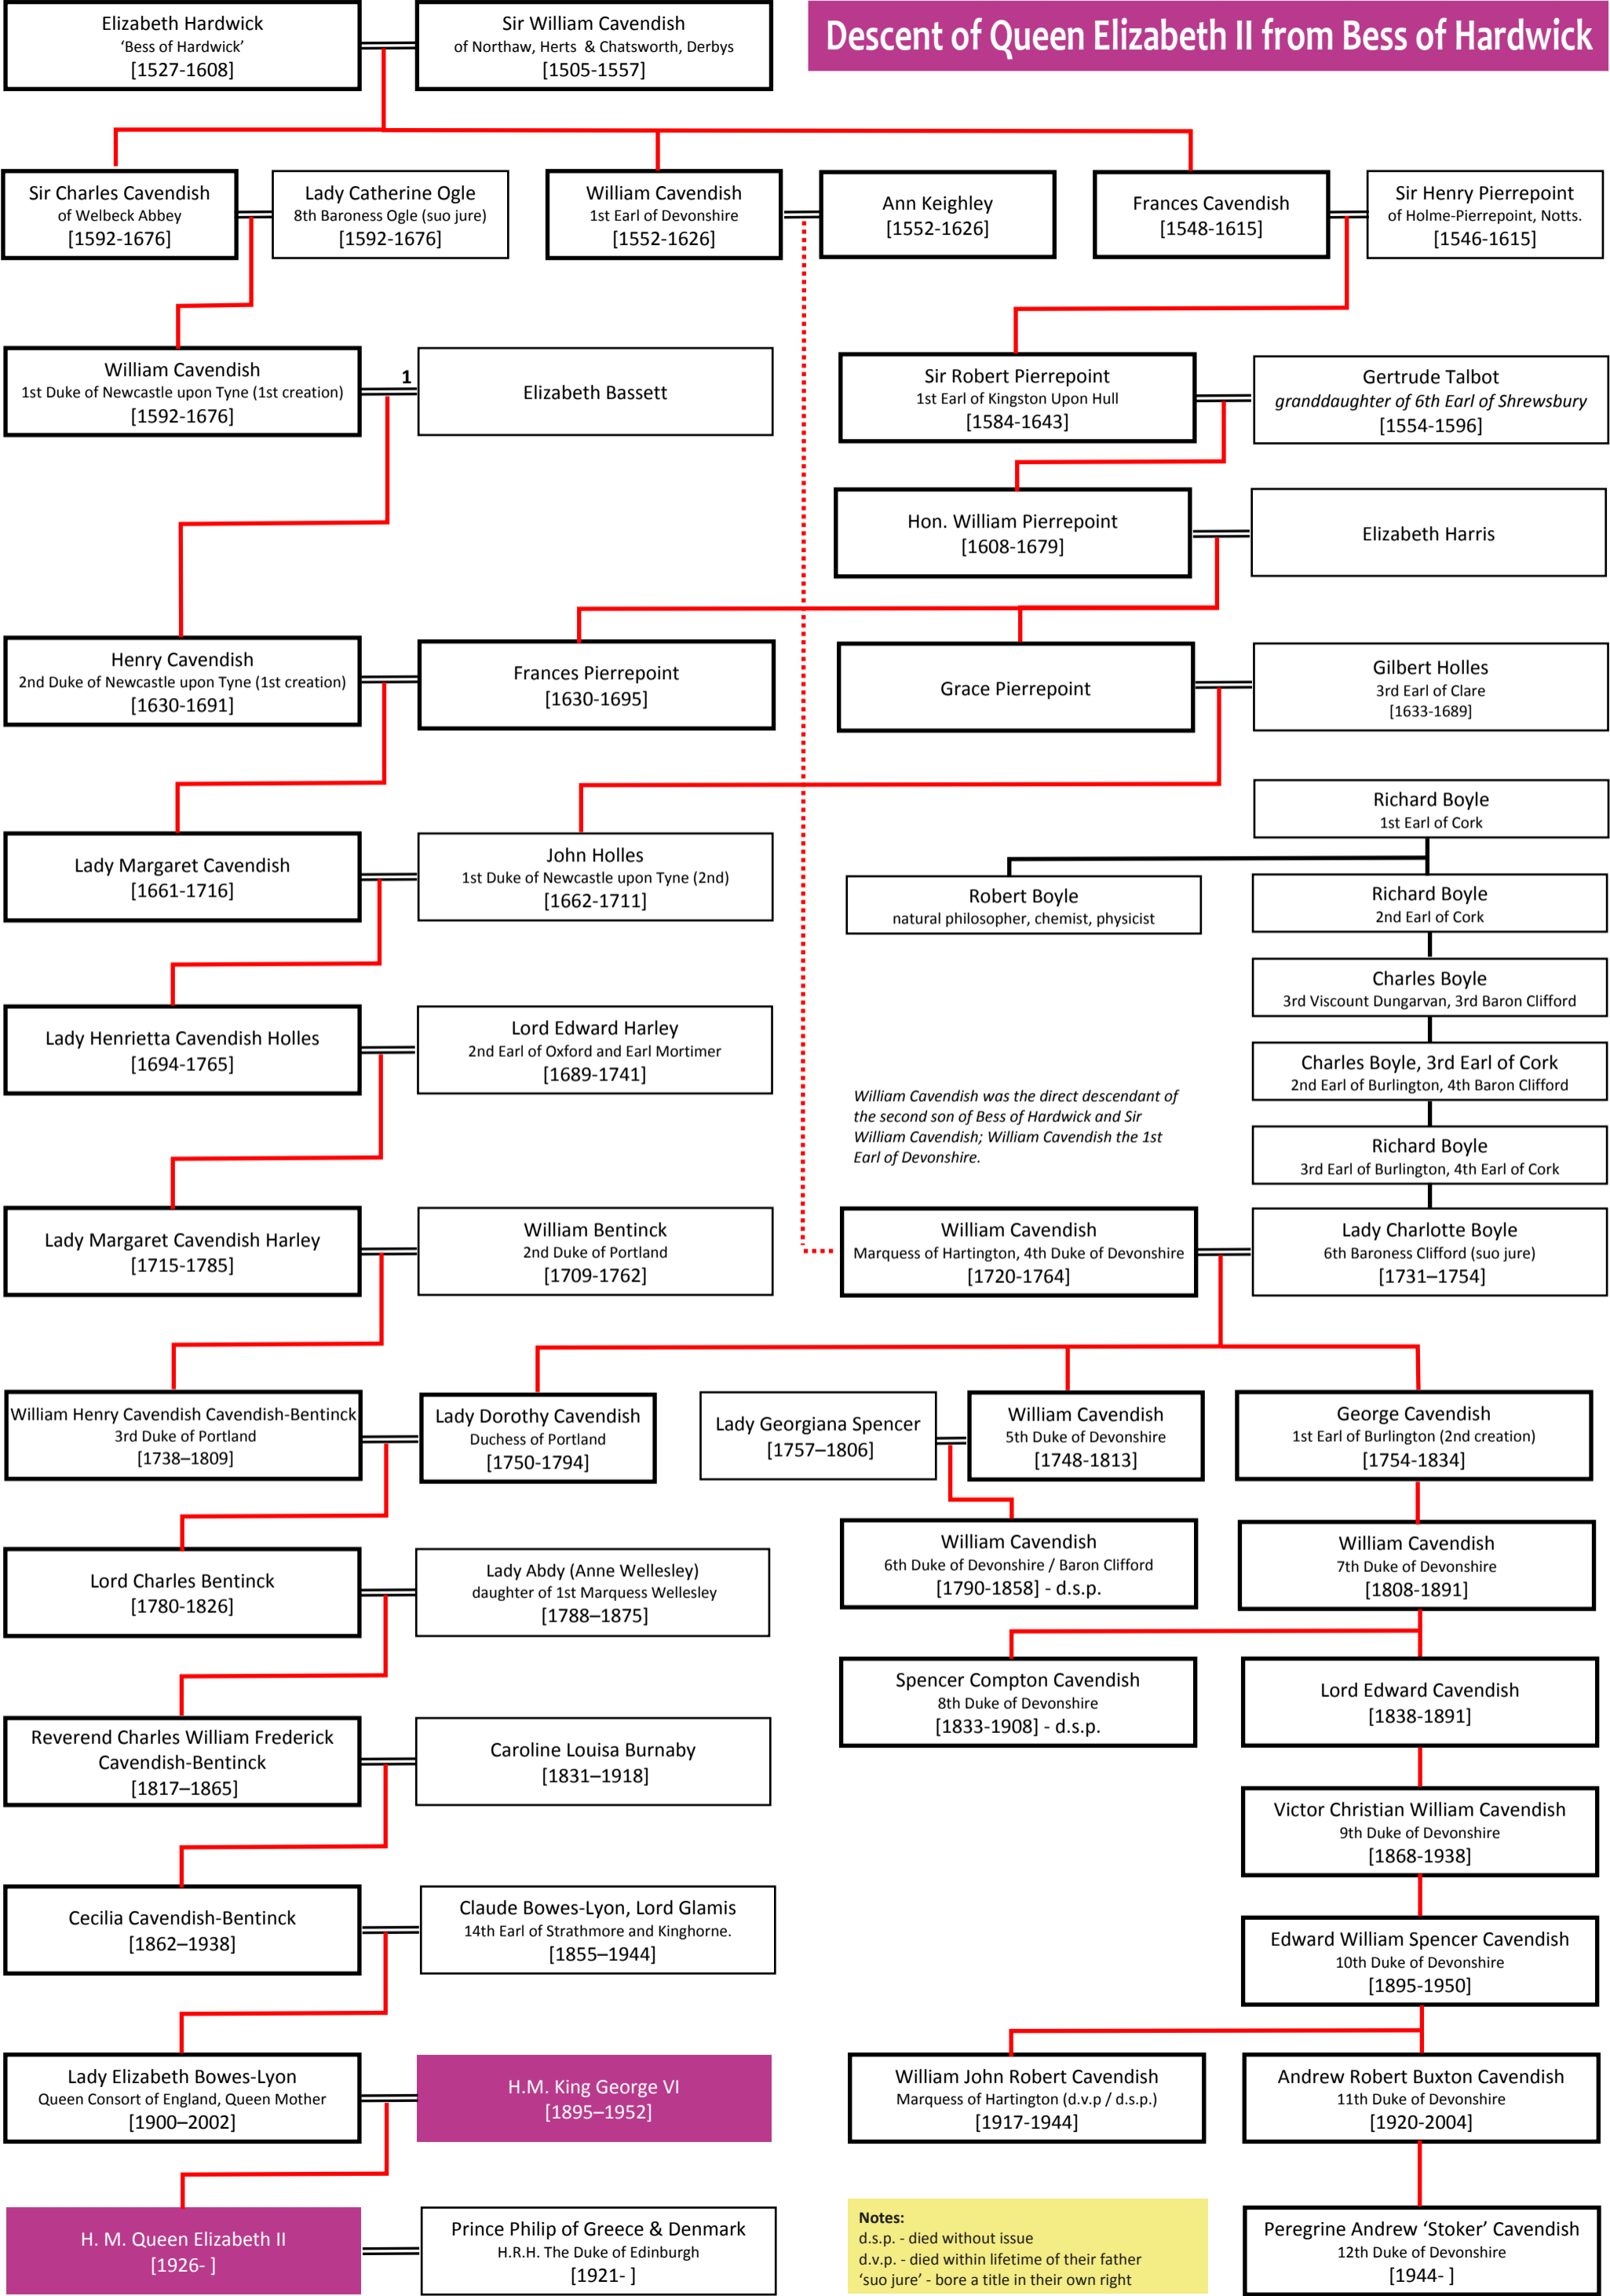 Descent of Queen Elizabeth II from Bess of Hardwick
Elizabeth Hardwick
‘Bess of Hardwick’
[1527-1608]
Sir William Cavendish
of Northaw, Herts & Chatsworth, Derbys
[1505-1557]
Sir Charles Cavendish
of Welbeck Abbey
[1592-1676]
Lady Catherine Ogle
8th Baroness Ogle (suo jure)
[1592-1676]
William Cavendish
1st Earl of Devonshire
[1552-1626]
Ann Keighley
[1552-1626]
Frances Cavendish
[1548-1615]
Sir Henry Pierrepoint
of Holme-Pierrepoint, Notts.
[1546-1615]
William Cavendish
1st Duke of Newcastle upon Tyne (1st creation)
[1592-1676]
1
Elizabeth Bassett
Sir Robert Pierrepoint
1st Earl of Kingston Upon Hull
[1584-1643]
Gertrude Talbot
granddaughter of 6th Earl of Shrewsbury
[1554-1596]
Hon. William Pierrepoint
[1608-1679]
Elizabeth Harris
Henry Cavendish
2nd Duke of Newcastle upon Tyne (1st creation)
[1630-1691]
Frances Pierrepoint
[1630-1695]
Grace Pierrepoint
Gilbert Holles
3rd Earl of Clare
[1633-1689]
Richard Boyle
1st Earl of Cork
Lady Margaret Cavendish
[1661-1716]
John Holles
1st Duke of Newcastle upon Tyne (2nd)
[1662-1711]
Robert Boyle
natural philosopher, chemist, physicist
Richard Boyle
2nd Earl of Cork
Charles Boyle
3rd Viscount Dungarvan, 3rd Baron Clifford
Lady Henrietta Cavendish Holles
[1694-1765]
Lord Edward Harley
2nd Earl of Oxford and Earl Mortimer
[1689-1741]
Charles Boyle, 3rd Earl of Cork
2nd Earl of Burlington, 4th Baron Clifford
William Cavendish was the direct descendant of
the second son of Bess of Hardwick and Sir
William Cavendish; William Cavendish the 1st
Earl of Devonshire.
Richard Boyle
3rd Earl of Burlington, 4th Earl of Cork
Lady Margaret Cavendish Harley
[1715-1785]
William Bentinck
2nd Duke of Portland
[1709-1762]
William Cavendish
Marquess of Hartington, 4th Duke of Devonshire
[1720-1764]
Lady Charlotte Boyle
6th Baroness Clifford (suo jure)
[1731–1754]
William Henry Cavendish Cavendish-Bentinck
3rd Duke of Portland
[1738–1809]
Lady Dorothy Cavendish
Duchess of Portland
[1750-1794]
Lady Georgiana Spencer
[1757–1806]
William Cavendish
5th Duke of Devonshire
[1748-1813]
George Cavendish
1st Earl of Burlington (2nd creation)
[1754-1834]
Lord Charles Bentinck
[1780-1826]
Lady Abdy (Anne Wellesley)
daughter of 1st Marquess Wellesley
[1788–1875]
William Cavendish
6th Duke of Devonshire / Baron Clifford
[1790-1858] - d.s.p.
William Cavendish
7th Duke of Devonshire
[1808-1891]
Spencer Compton Cavendish
8th Duke of Devonshire
[1833-1908] - d.s.p.
Lord Edward Cavendish
[1838-1891]
Reverend Charles William Frederick
Cavendish-Bentinck
[1817–1865]
Caroline Louisa Burnaby
[1831–1918]
Victor Christian William Cavendish
9th Duke of Devonshire
[1868-1938]
Cecilia Cavendish-Bentinck
[1862–1938]
Claude Bowes-Lyon, Lord Glamis
14th Earl of Strathmore and Kinghorne.
[1855–1944]
Edward William Spencer Cavendish
10th Duke of Devonshire
[1895-1950]
Lady Elizabeth Bowes-Lyon
Queen Consort of England, Queen Mother
[1900–2002]
H.M. King George VI
[1895–1952]
William John Robert Cavendish
Marquess of Hartington (d.v.p / d.s.p.)
[1917-1944]
Andrew Robert Buxton Cavendish
11th Duke of Devonshire
[1920-2004]
H. M. Queen Elizabeth II
[1926- ]
Prince Philip of Greece & Denmark
H.R.H. The Duke of Edinburgh
[1921- ]
Notes:
d.s.p. - died without issue
d.v.p. - died within lifetime of their father
‘suo jure’ - bore a title in their own right
Peregrine Andrew ‘Stoker’ Cavendish
12th Duke of Devonshire
[1944- ]